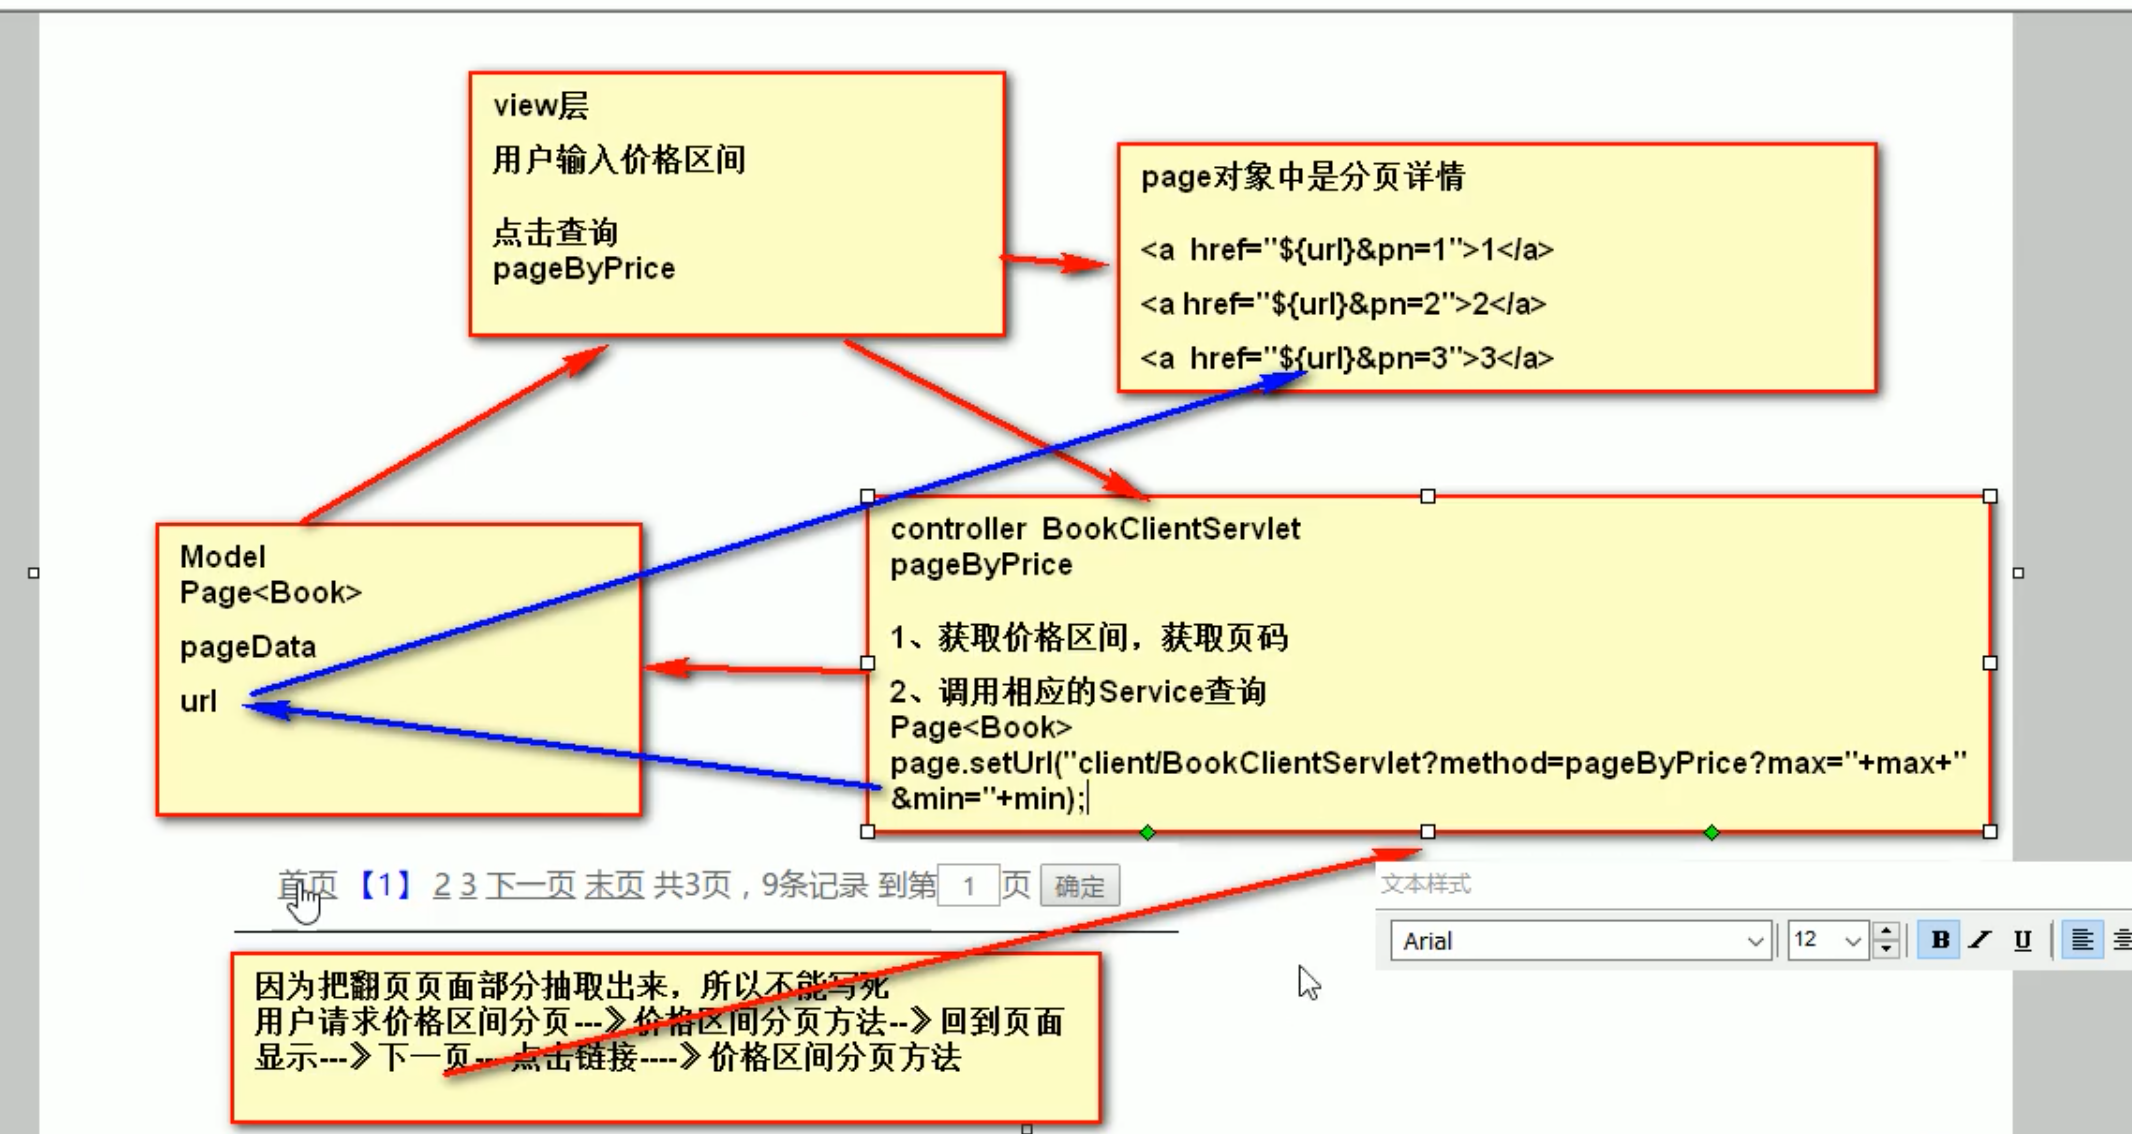 view层
用户输入价格区间
点击查询
pageByPrice
page对象中是分页详情
<a  href="${url}&pn=1">1</a>
<a href="${url}&pn=2">2</a>
<a  href="${url}&pn=3">3</a>
Model
Page<Book>
pageData
url
controller  BookClientServlet
pageByPrice
1、获取价格区间，获取页码
2、调用相应的Service查询
Page<Book>
page.setUrl("client/BookClientServlet?method=pageByPrice?max="+max+"
&min="+min);
首页 【1】 2 3 下一页 末页 共3页，9条记录 到第 1 页 确定
文本样式
Arial 12 B I U
因为把翻页页面部分抽取出来，所以不能写死
用户请求价格区间分页---》价格区间分页方法--》回到页面
显示---》下一页----点击链接----》价格区间分页方法